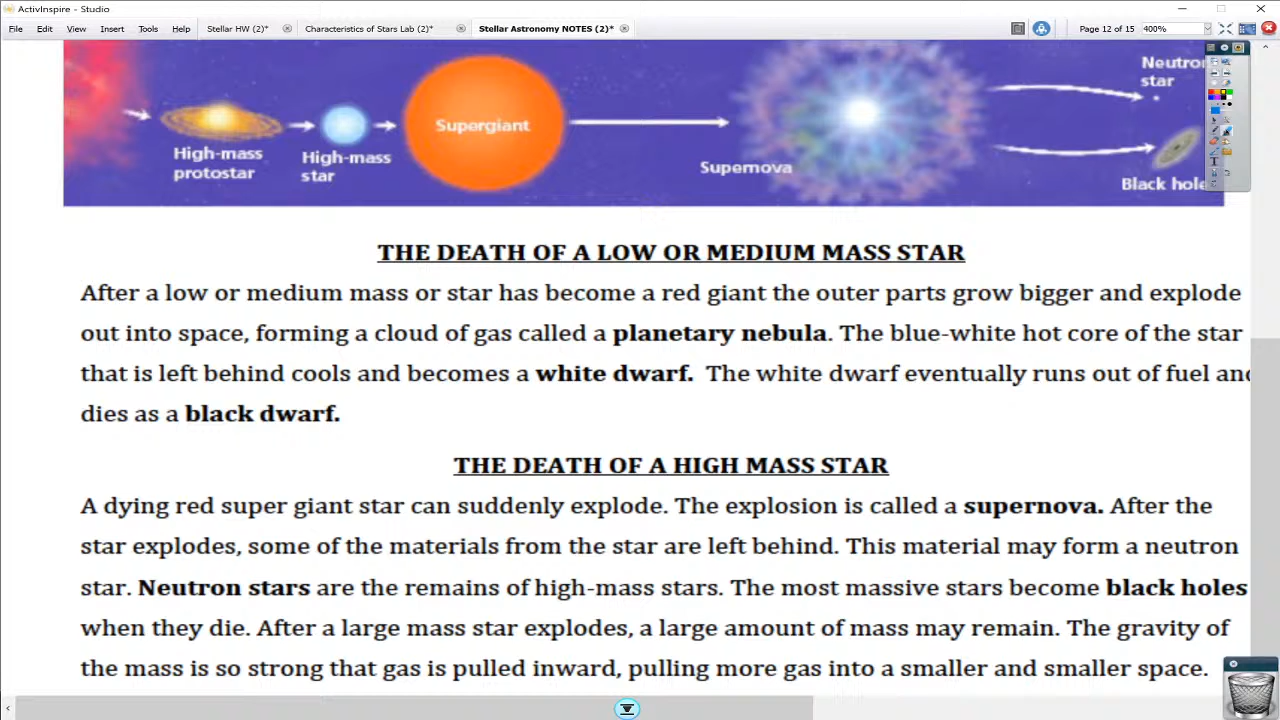 ActivInspire - Studio
File Edit View Insert Tools Help Stellar HW (2)* Characteristics of Stars Lab (2)* Stellar Astronomy NOTES (2)* Page 12 of 15 400%
Neutron
star
Supergiant
High-mass
protostar
High-mass
star
Supernova
Black hole
THE DEATH OF A LOW OR MEDIUM MASS STAR
After a low or medium mass or star has become a red giant the outer parts grow bigger and explode
out into space, forming a cloud of gas called a planetary nebula. The blue-white hot core of the star
that is left behind cools and becomes a white dwarf. The white dwarf eventually runs out of fuel and
dies as a black dwarf.
THE DEATH OF A HIGH MASS STAR
A dying red super giant star can suddenly explode. The explosion is called a supernova. After the
star explodes, some of the materials from the star are left behind. This material may form a neutron
star. Neutron stars are the remains of high-mass stars. The most massive stars become black holes
when they die. After a large mass star explodes, a large amount of mass may remain. The gravity of
the mass is so strong that gas is pulled inward, pulling more gas into a smaller and smaller space.